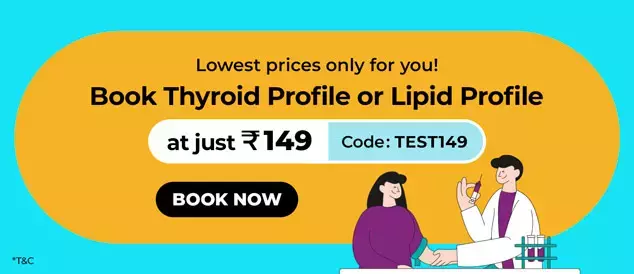 Lowest prices only for you!
Book Thyroid Profile or Lipid Profile
at just ₹149 Code: TEST149
BOOK NOW
*T&C